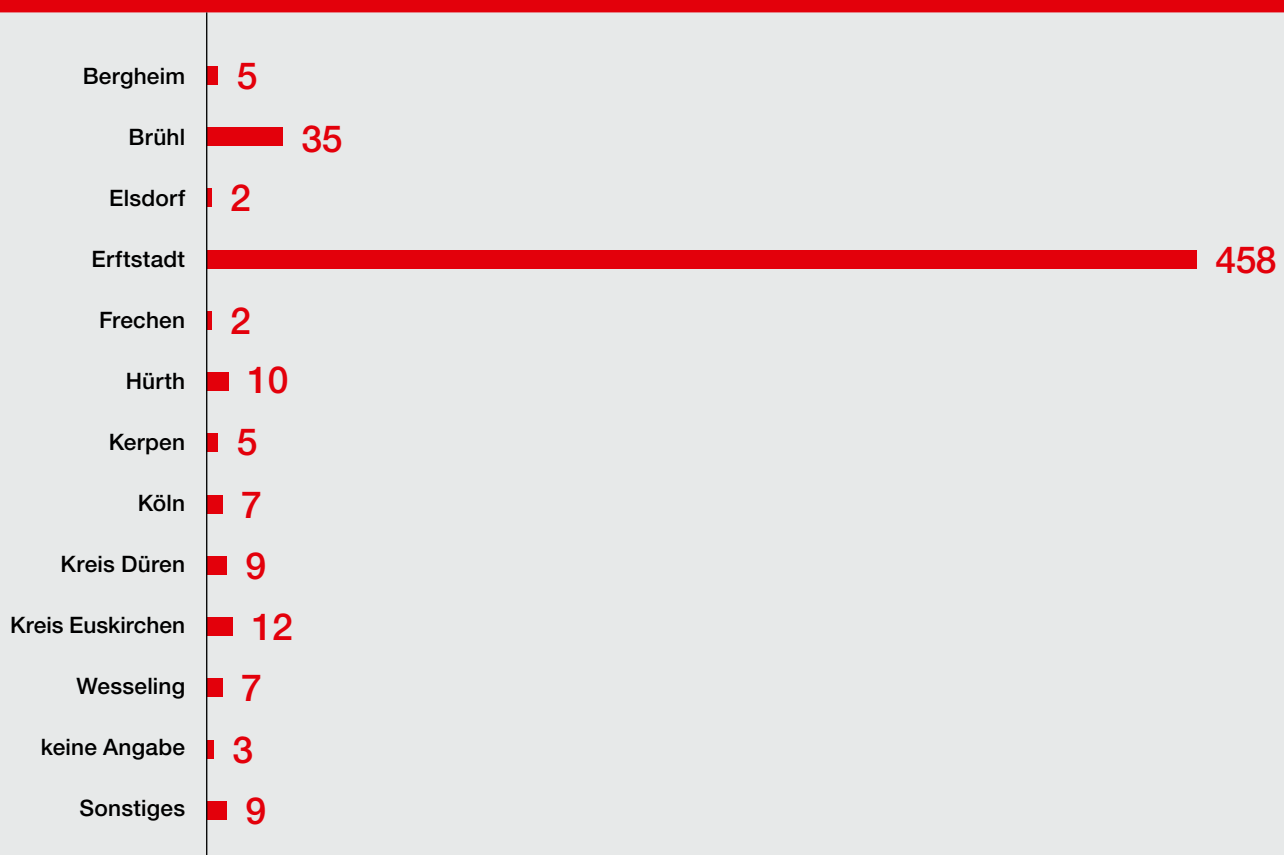 Bergheim 5
Brühl 35
Elsdorf 2
Erftstadt 458
Frechen 2
Hürth 10
Kerpen 5
Köln 7
Kreis Düren 9
Kreis Euskirchen 12
Wesseling 7
keine Angabe 3
Sonstiges 9